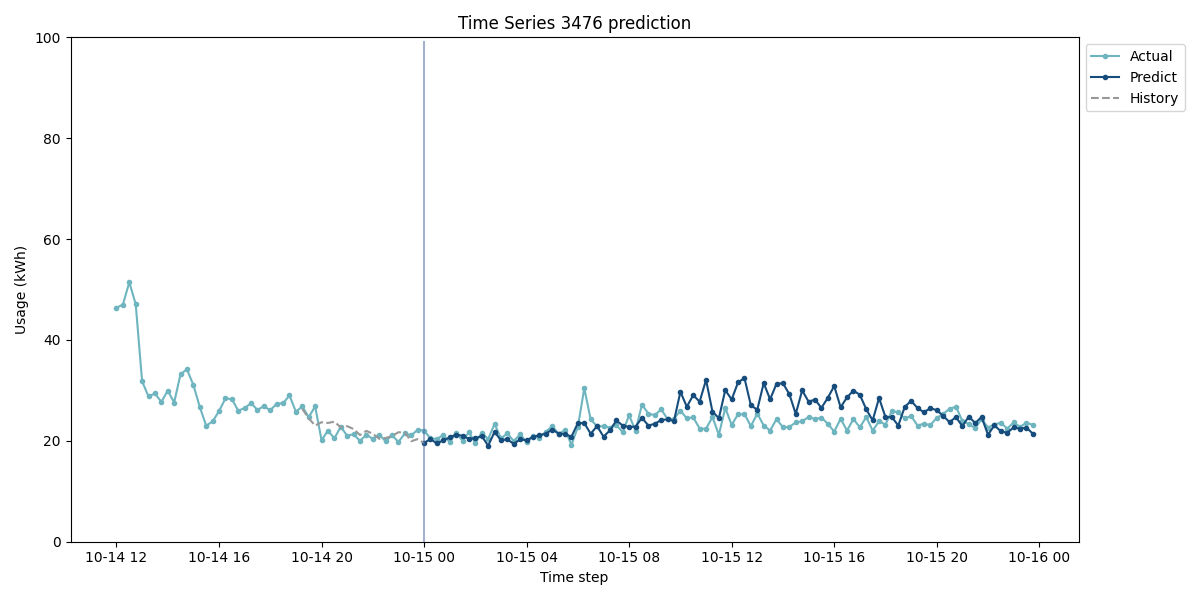 Time Series 3476 prediction
100
80
60
40
20
0
Usage (kWh)
10-14 12
10-14 16
10-14 20
10-15 00
10-15 04
10-15 08
10-15 12
10-15 16
10-15 20
10-16 00
Time step
Actual
Predict
History